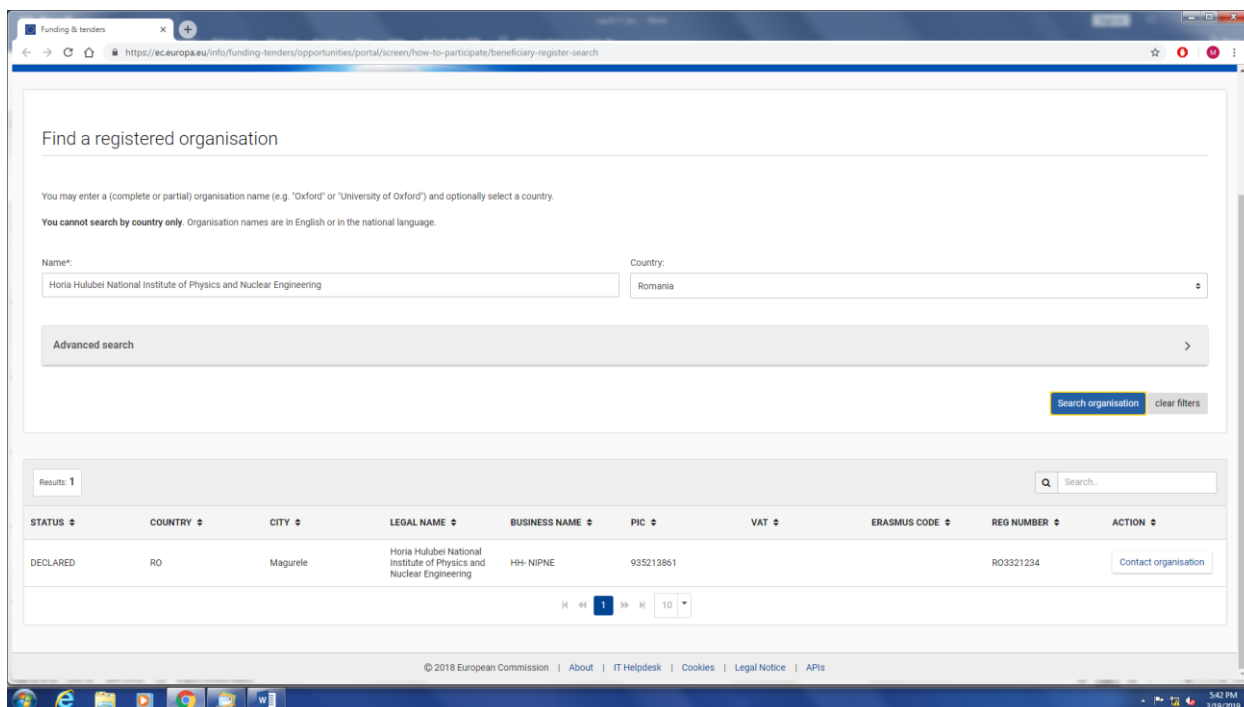 Funding & tenders
https://ec.europa.eu/info/funding-tenders/opportunities/portal/screen/how-to-participate/beneficiary-register-search
M
Find a registered organisation
You may enter a (complete or partial) organisation name (e.g. "Oxford" or "University of Oxford") and optionally select a country.
You cannot search by country only. Organisation names are in English or in the national language.
Name*: Country:
Horia Hulubei National Institute of Physics and Nuclear Engineering Romania
Advanced search
Search organisation clear filters
Results: 1 Search..
STATUS COUNTRY CITY LEGAL NAME BUSINESS NAME PIC VAT ERASMUS CODE REG NUMBER ACTION
DECLARED RO Magurele Horia Hulubei National Institute of Physics and Nuclear Engineering HH- NIPNE 935213861 RO3321234 Contact organisation
1 10
© 2018 European Commission | About | IT Helpdesk | Cookies | Legal Notice | APIs
W
5:42 PM
3/19/2019